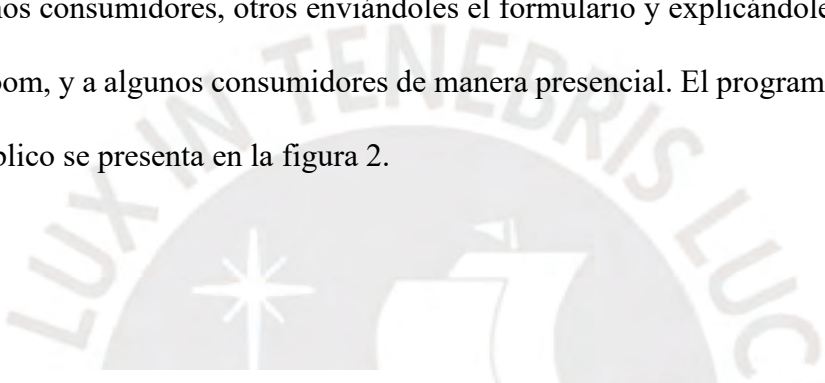 nos consumidores, otros enviándoles el formulario y explicándole
oom, y a algunos consumidores de manera presencial. El program
blico se presenta en la figura 2.
LUX IN TENEBRIS LUC